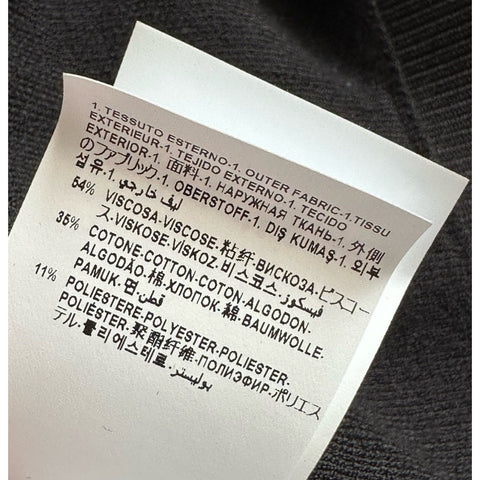 1. TESSUTO ESTERNO-1. OUTER FABRIC-1.TISSU
EXTERIEUR-1. TEJIDO EXTERNO-1. TECIDO
EXTERIOR-1. 面料-1. НАРУЖНАЯ ТКАНЬ-1. 外側
のファブリック-1. OBERSTOFF-1. DIŞ KUMAŞ-1. 외부
섬유-1. ليف خارجي
54% VISCOSA-VISCOSE-粘纤-ВИСКОЗА-ビスコー
ス-VISKOSE-VISKOZ-비스코스-فيسكوز
35% COTONE-COTTON-COTON-ALGODON-
ALGODÃO-棉-ХЛОПОК-綿-BAUMWOLLE-
PAMUK-면-قطن
11% POLIESTERE-POLYESTER-POLIESTER-
POLIÉSTER-聚酯纤维-ПОЛИЭФИР-ポリエス
テル-폴리에스테르-بوليستر